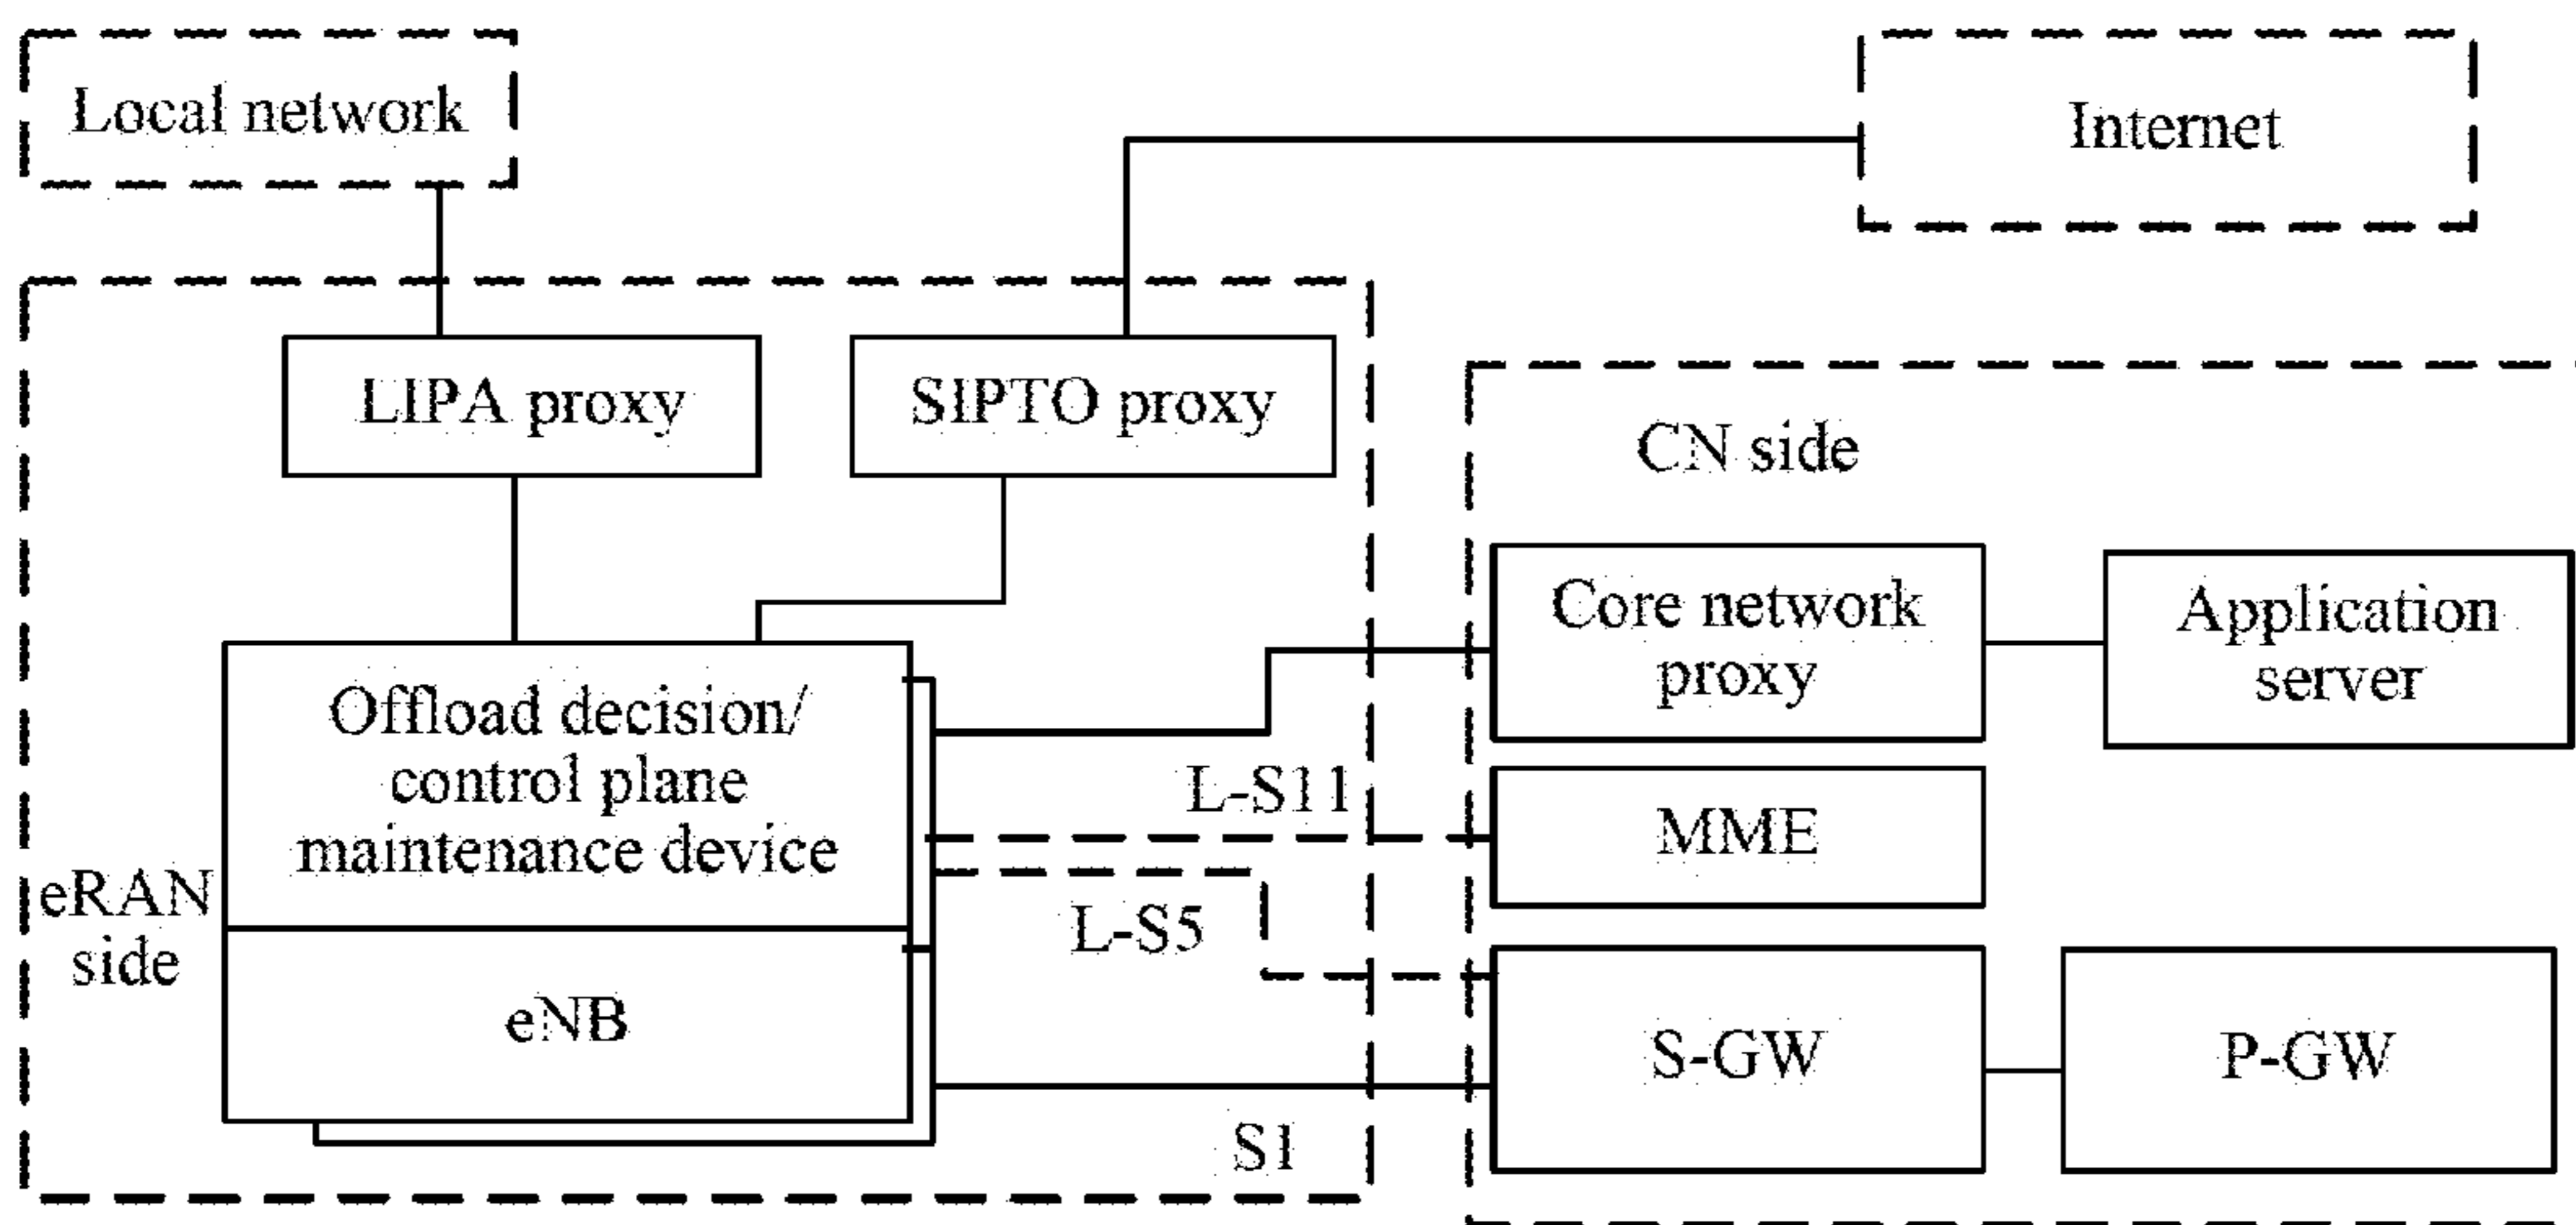 Local network
Internet
LIPA proxy
SIPTO proxy
CN side
Core network
proxy
Application
server
Offload decision/
control plane
maintenance device
L-S11
MME
eRAN
side
L-S5
eNB
S-GW
P-GW
S1